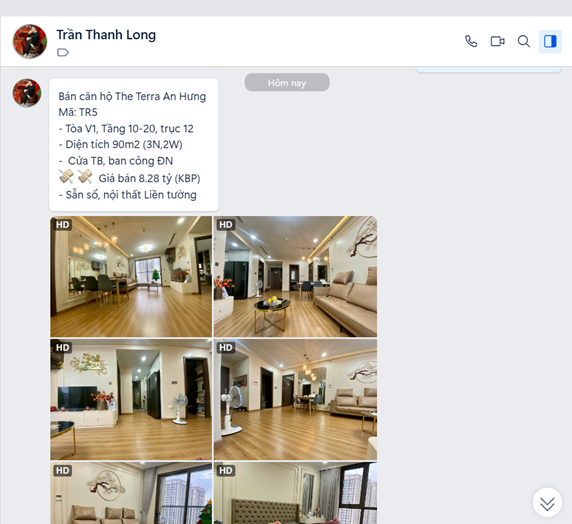 Trần Thanh Long
Hôm nay
Bán căn hộ The Terra An Hưng
Mã: TR5
- Tòa V1, Tầng 10-20, trục 12
- Diện tích 90m2 (3N,2W)
- Cửa TB, ban công ĐN
💸💸 Giá bán 8.28 tỷ (KBP)
- Sẵn sổ, nội thất Liền tường
HD
HD
HD
HD
HD
HD